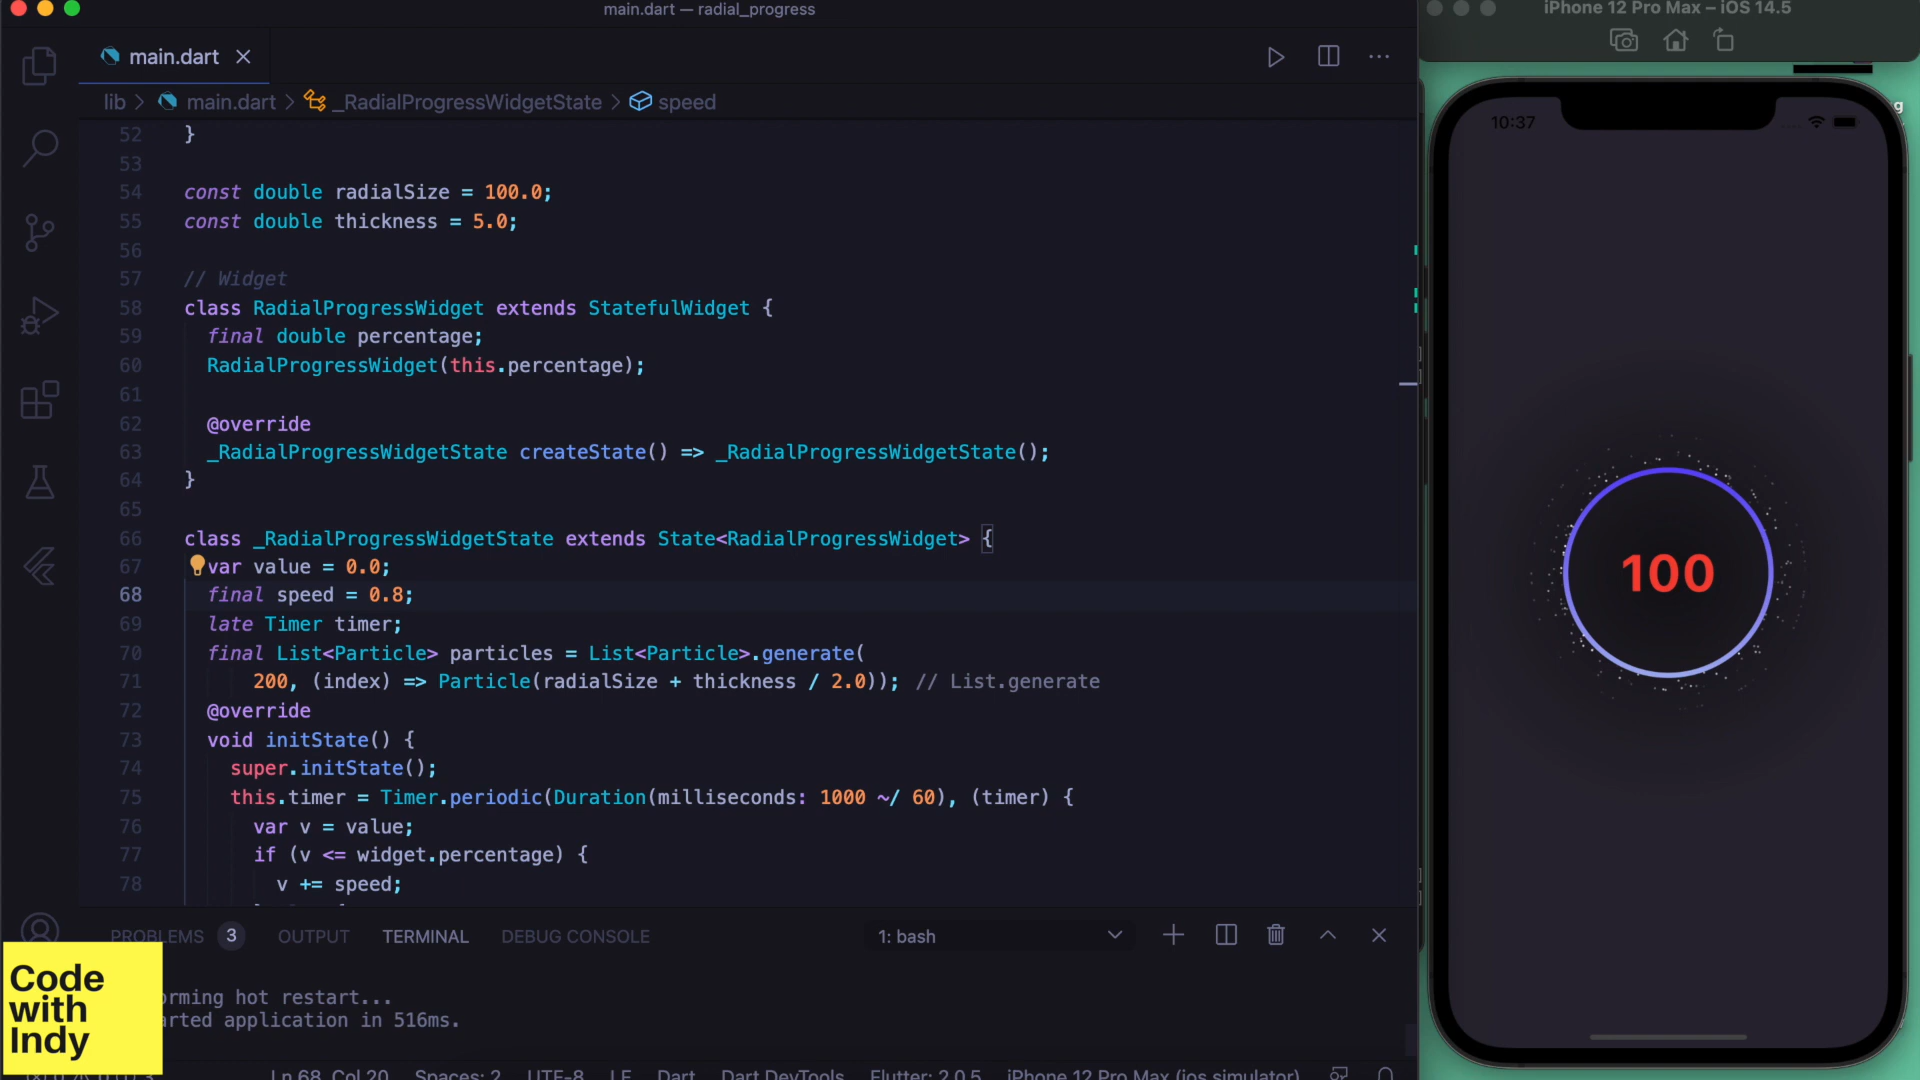 main.dart — radial_progress
main.dart
lib > main.dart > _RadialProgressWidgetState > speed
52 }
53
54 const double radialSize = 100.0;
55 const double thickness = 5.0;
56
57 // Widget
58 class RadialProgressWidget extends StatefulWidget {
59 final double percentage;
60 RadialProgressWidget(this.percentage);
61
62 @override
63 _RadialProgressWidgetState createState() => _RadialProgressWidgetState();
64 }
65
66 class _RadialProgressWidgetState extends State<RadialProgressWidget> {
67 var value = 0.0;
68 final speed = 0.8;
69 late Timer timer;
70 final List<Particle> particles = List<Particle>.generate(
71 200, (index) => Particle(radialSize + thickness / 2.0)); // List.generate
72 @override
73 void initState() {
74 super.initState();
75 this.timer = Timer.periodic(Duration(milliseconds: 1000 ~/ 60), (timer) {
76 var v = value;
77 if (v <= widget.percentage) {
78 v += speed;
PROBLEMS 3 OUTPUT TERMINAL DEBUG CONSOLE 1: bash
orming hot restart...
arted application in 516ms.
Ln 68, Col 20 Spaces: 2 UTF-8 LF Dart Dart DevTools Flutter: 2.0.5 iPhone 12 Pro Max (ios simulator)
Code
with
Indy
iPhone 12 Pro Max – iOS 14.5
g
10:37
100